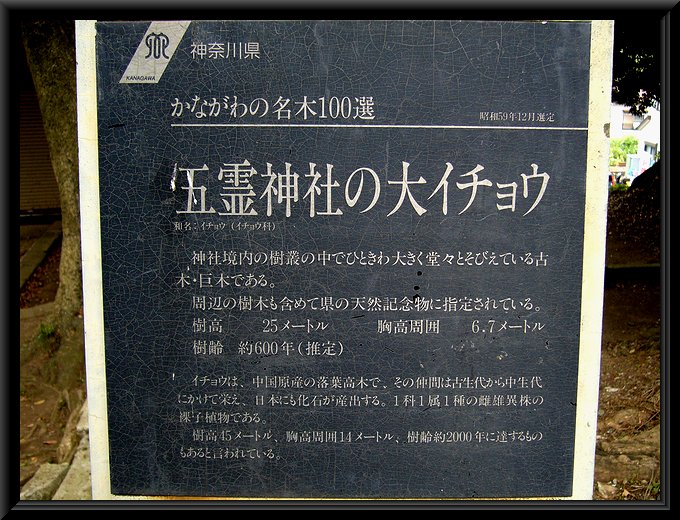 KANAGAWA
神奈川県
かながわの名木100選
昭和59年12月選定
五霊神社の大イチョウ
和名:イチョウ(イチョウ科)
神社境内の樹叢の中でひときわ大きく堂々とそびえている古
木・巨木である。
周辺の樹木も含めて県の天然記念物に指定されている。
樹高 25メートル 胸高周囲 6.7メートル
樹齢 約600年(推定)
イチョウは、中国原産の落葉高木で、その仲間は古生代から中生代
にかけて栄え、日本にも化石が産出する。1科1属1種の雌雄異株の
裸子植物である。
樹高45メートル、胸高周囲14メートル、樹齢約2000年に達するもの
もあると言われている。